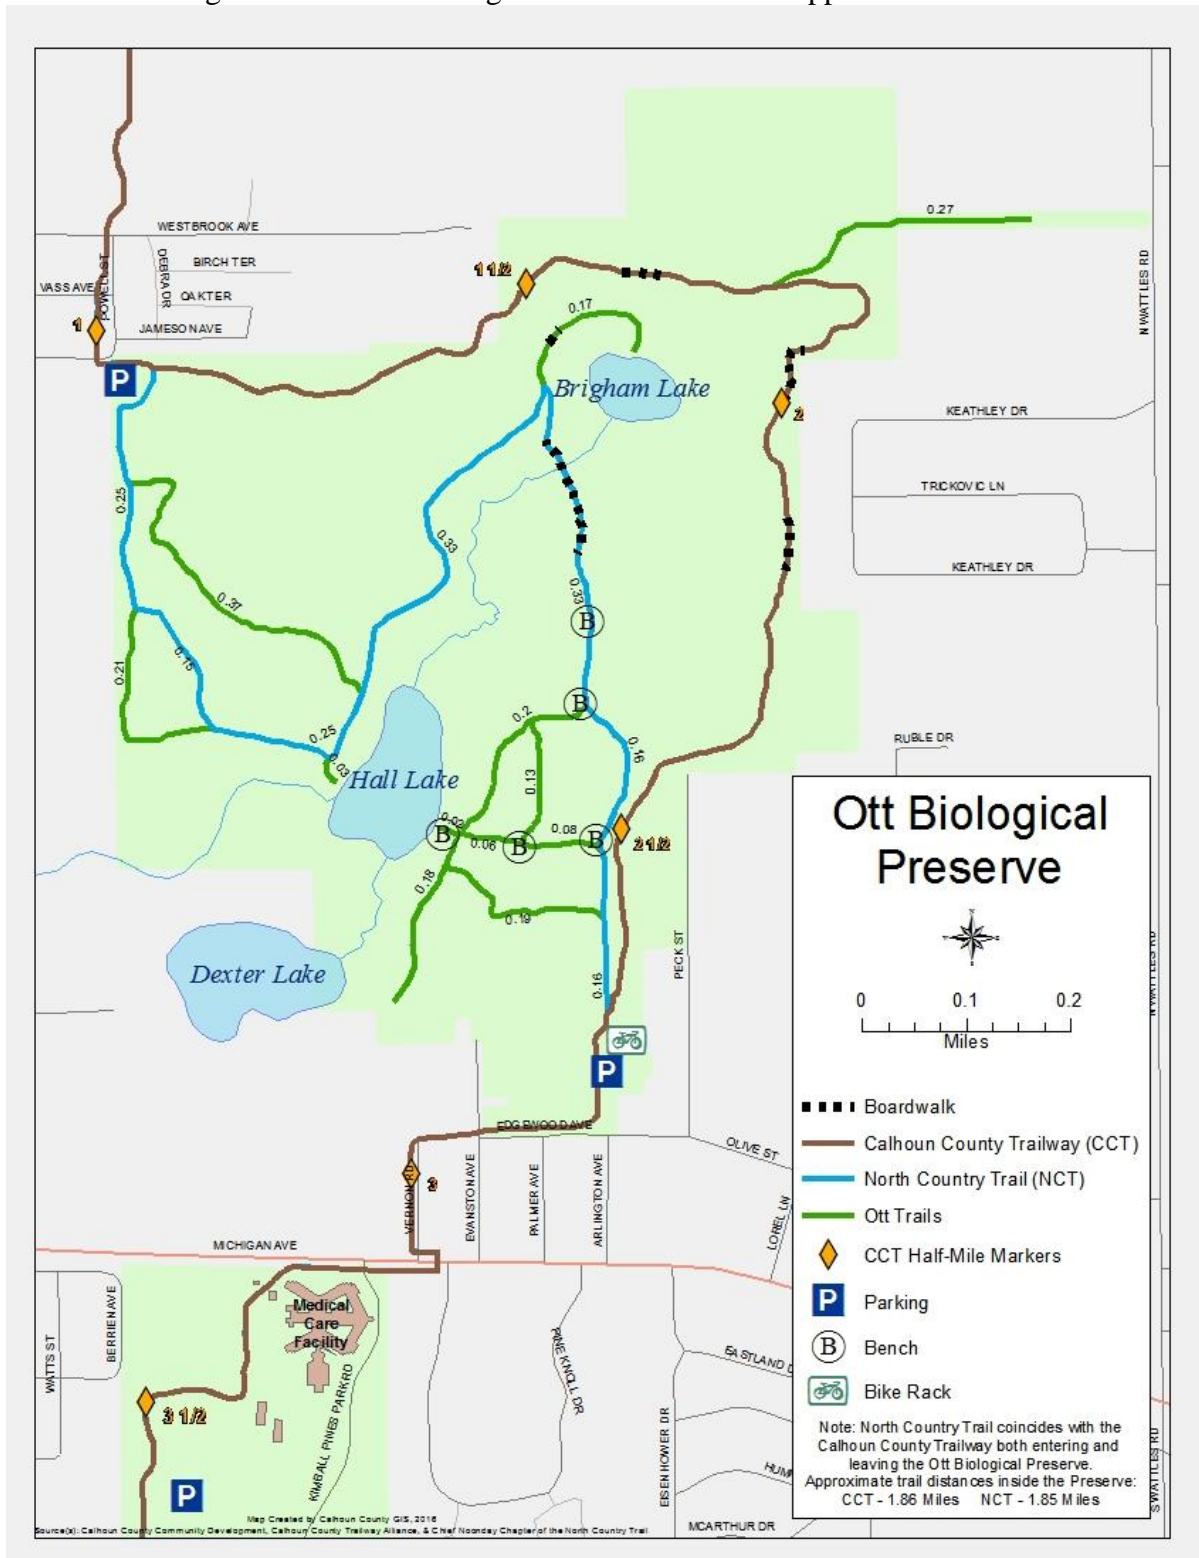 WESTBROOK AVE
BIRCH TER
DEBRA DR
POWELL ST
VASS AVE
OAKTER
JAMESON AVE
1
P
1 1/2
0.27
N WATTLES RD
0.17
Brigham Lake
2
KEATHLEY DR
TRICKOVIC LN
KEATHLEY DR
0.25
0.33
0.37
0.33
B
0.21
0.15
B
0.2
0.25
0.16
RUBLE DR
0.03
Hall Lake
0.13
0.02
B
0.06
B
0.08
B
2 1/2
0.18
0.19
PECK ST
Dexter Lake
0.16
P
EDGEWOOD AVE
OLIVE ST
VERNON RD
3
EVANSTON AVE
PALMER AVE
ARLINGTON AVE
LOREL LN
MICHIGAN AVE
Medical
Care
Facility
WATTS ST
BERRIEN AVE
KIMBALL PINES PARK RD
PINE KNOLL DR
EASTLAND D
EISENHOWER DR
HUM
MCARTHUR DR
S WATTLES RD
N WATTLES RD
3 1/2
P
Ott Biological
Preserve
0 0.1 0.2
Miles
Boardwalk
Calhoun County Trailway (CCT)
North Country Trail (NCT)
Ott Trails
CCT Half-Mile Markers
P Parking
B Bench
Bike Rack
Note: North Country Trail coincides with the
Calhoun County Trailway both entering and
leaving the Ott Biological Preserve.
Approximate trail distances inside the Preserve:
CCT - 1.86 Miles NCT - 1.85 Miles
Map Created by Calhoun County GIS, 2016
Source(s): Calhoun County Community Development, Calhoun County Trailway Alliance, & Chief Noonday Chapter of the North Country Trail